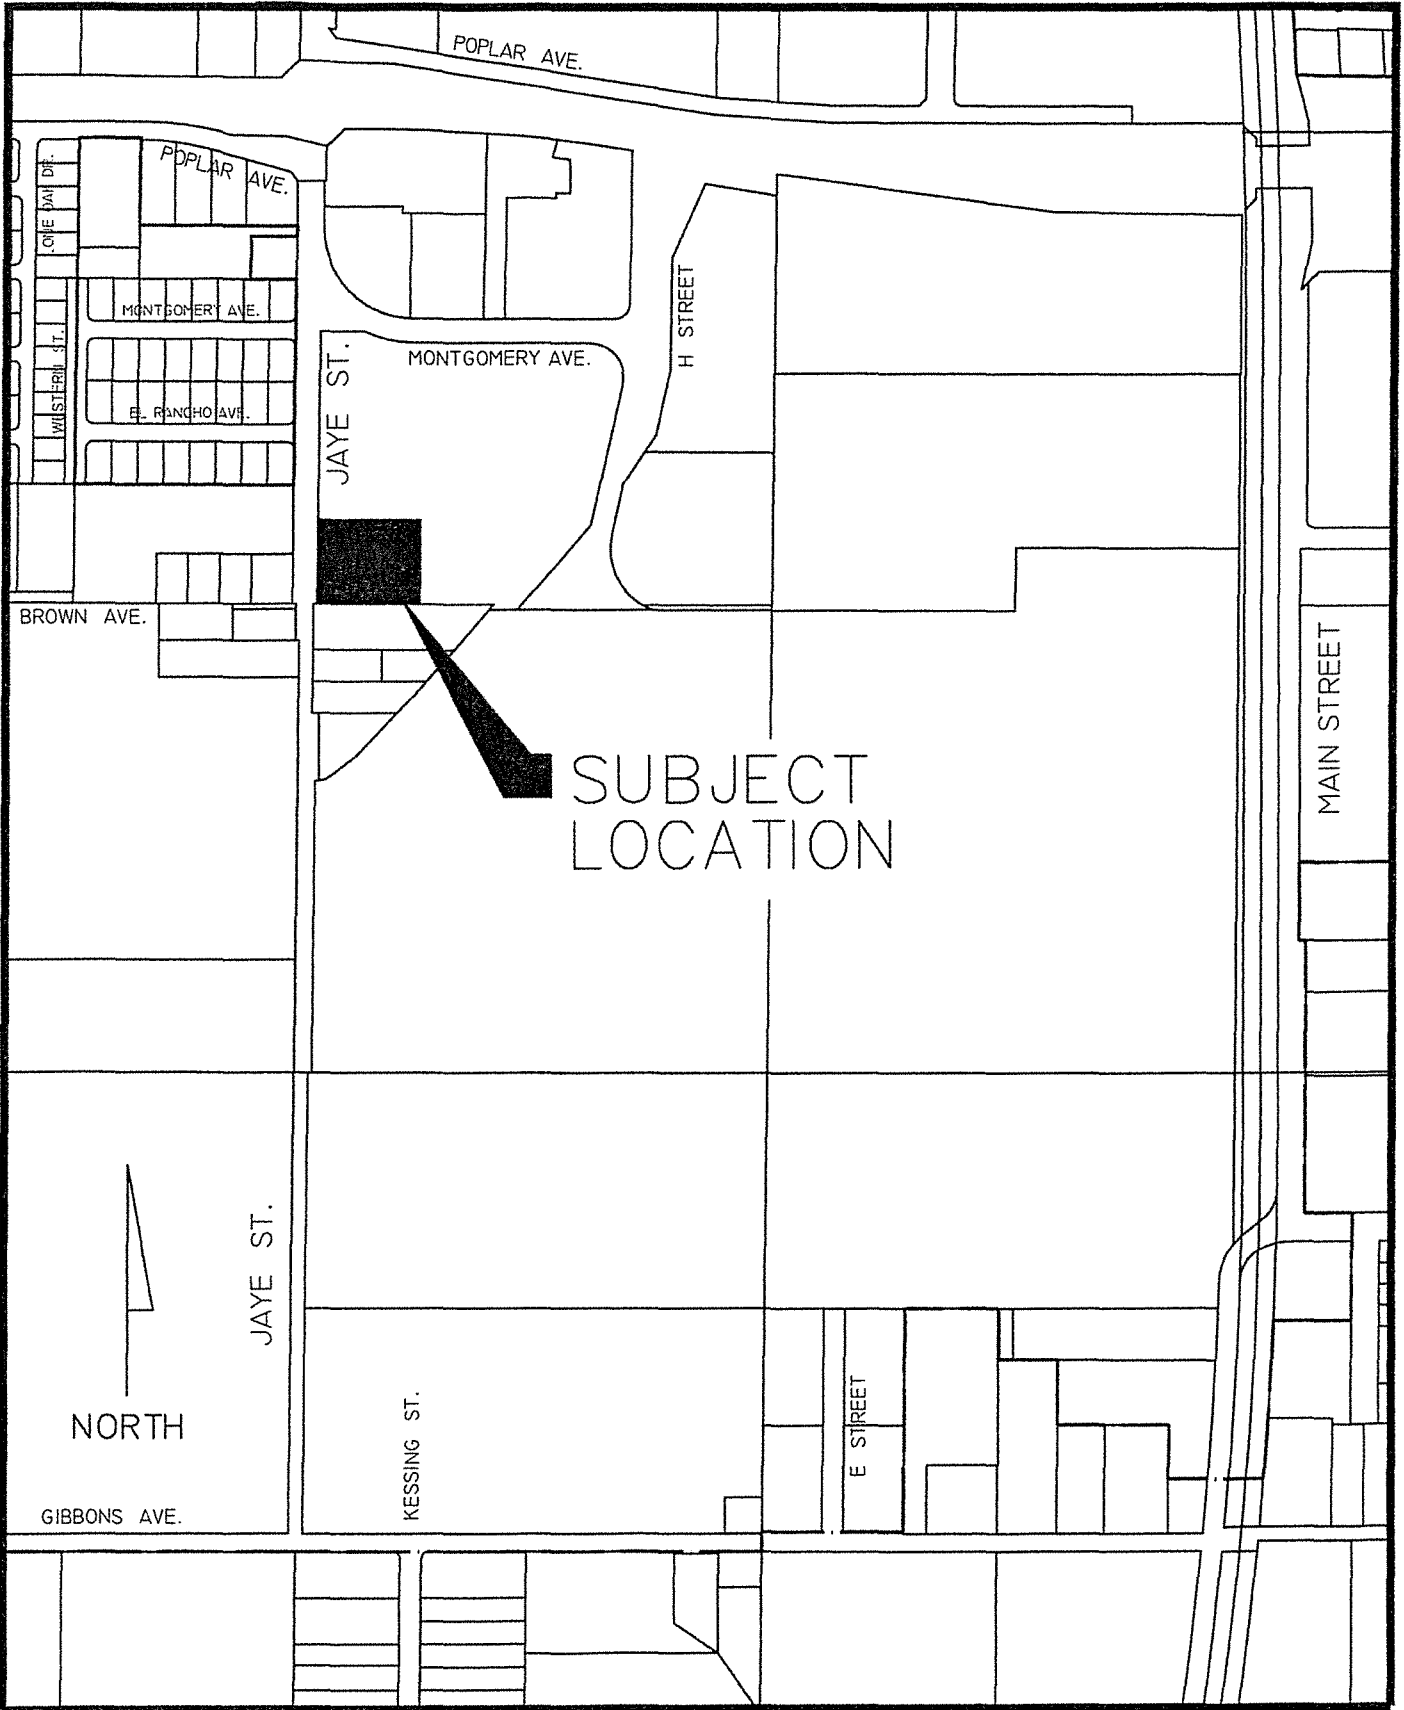 POPLAR AVE.
POPLAR AVE.
LONE OAK DR.
H STREET
MONTGOMERY AVE.
WESTERN ST.
JAYE ST.
MONTGOMERY AVE.
EL RANCHO AVE.
BROWN AVE.
MAIN STREET
SUBJECT
LOCATION
JAYE ST.
NORTH
KESSING ST.
E STREET
GIBBONS AVE.